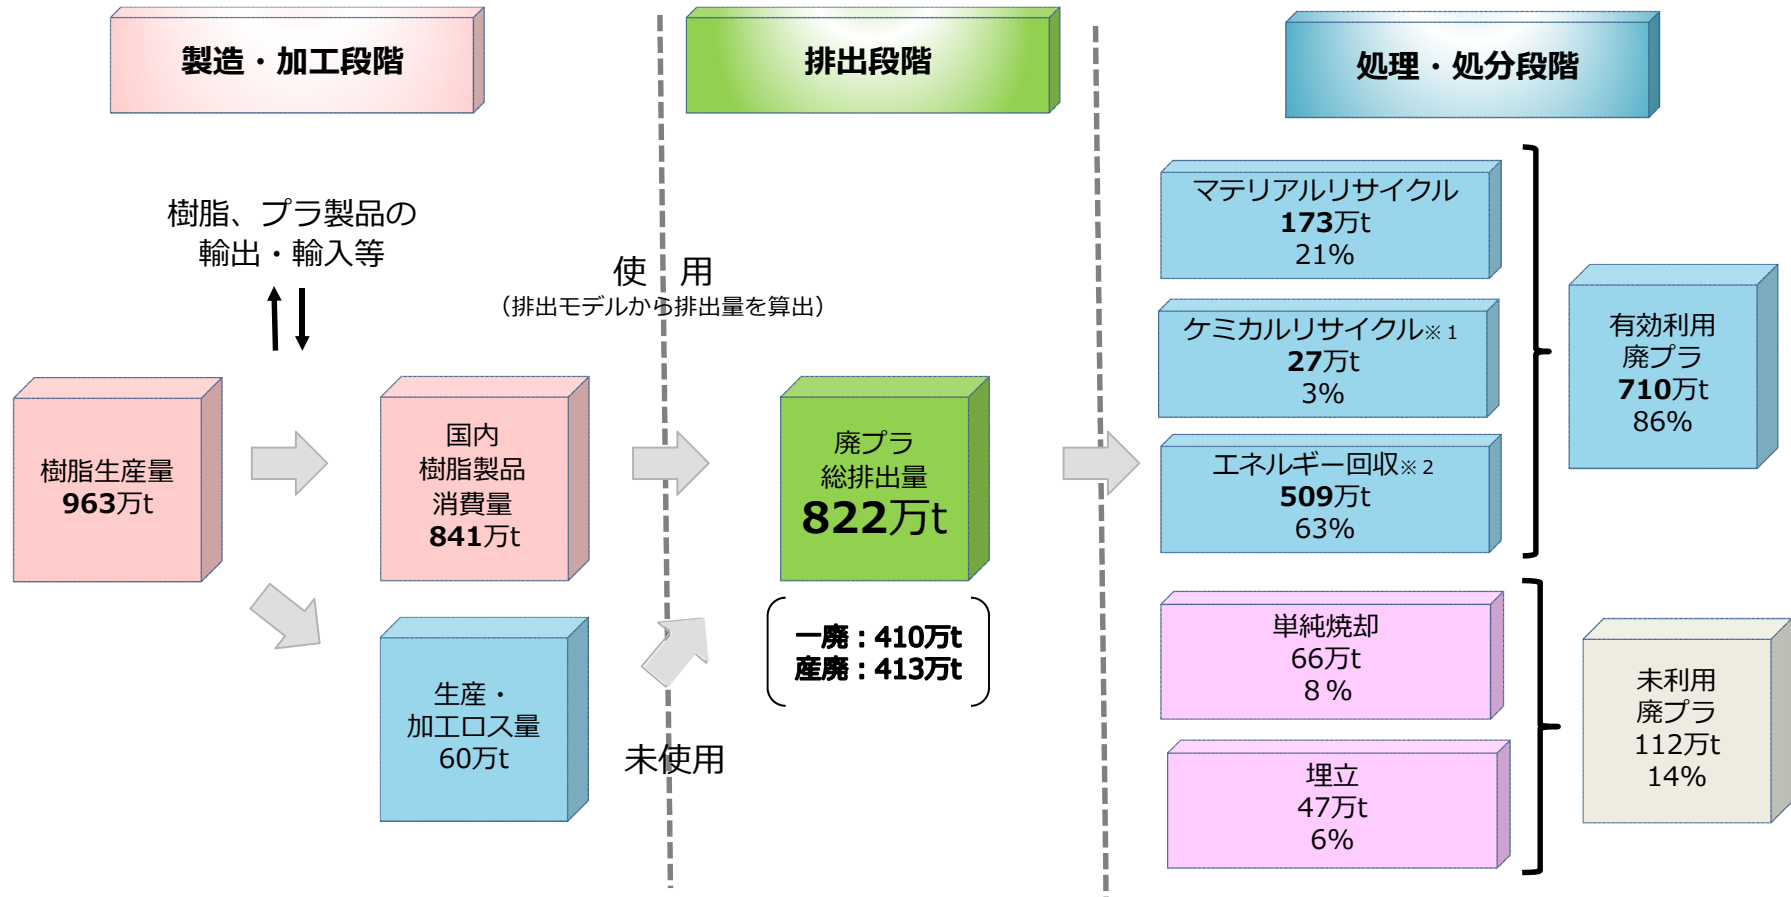 製造・加工段階
排出段階
処理・処分段階
樹脂、プラ製品の
輸出・輸入等
使 用
（排出モデルから排出量を算出）
樹脂生産量
963万t
国内
樹脂製品
消費量
841万t
生産・
加工ロス量
60万t
未使用
廃プラ
総排出量
822万t
一廃：410万t
産廃：413万t
マテリアルリサイクル
173万t
21%
ケミカルリサイクル※1
27万t
3%
エネルギー回収※2
509万t
63%
有効利用
廃プラ
710万t
86%
単純焼却
66万t
8％
埋立
47万t
6%
未利用
廃プラ
112万t
14%